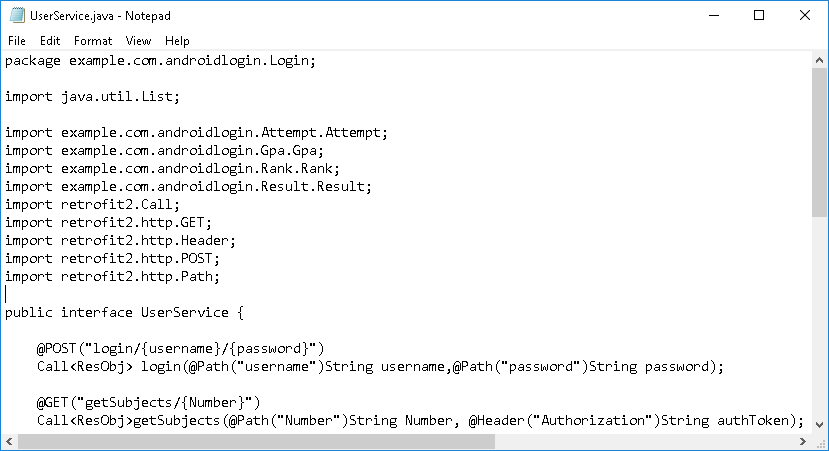 UserService.java - Notepad
File Edit Format View Help
package example.com.androidlogin.Login;
import java.util.List;
import example.com.androidlogin.Attempt.Attempt;
import example.com.androidlogin.Gpa.Gpa;
import example.com.androidlogin.Rank.Rank;
import example.com.androidlogin.Result.Result;
import retrofit2.Call;
import retrofit2.http.GET;
import retrofit2.http.Header;
import retrofit2.http.POST;
import retrofit2.http.Path;
public interface UserService {
@POST("login/{username}/{password}")
Call<ResObj> login(@Path("username")String username,@Path("password")String password);
@GET("getSubjects/{Number}")
Call<ResObj>getSubjects(@Path("Number")String Number, @Header("Authorization")String authToken);